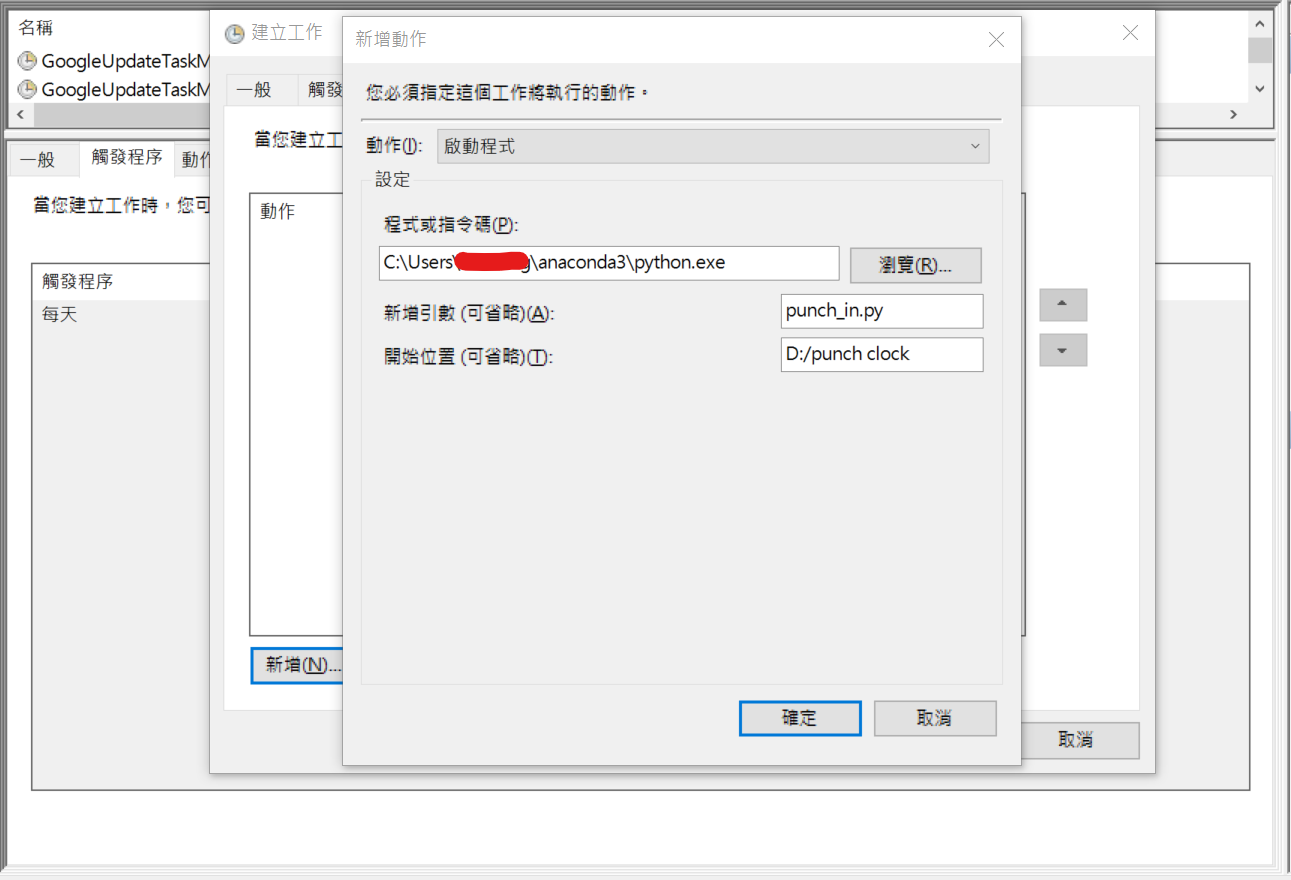 名稱
GoogleUpdateTaskM
GoogleUpdateTaskM
一般
觸發程序
動作
當您建立工作時，您可
觸發程序
每天
建立工作
一般
觸發
當您建立工
動作
新增(N)...
取消
新增動作
您必須指定這個工作將執行的動作。
動作(I):
啟動程式
設定
程式或指令碼(P):
C:\Users\g\anaconda3\python.exe
瀏覽(R)...
新增引數 (可省略)(A):
punch_in.py
開始位置 (可省略)(T):
D:/punch clock
確定
取消